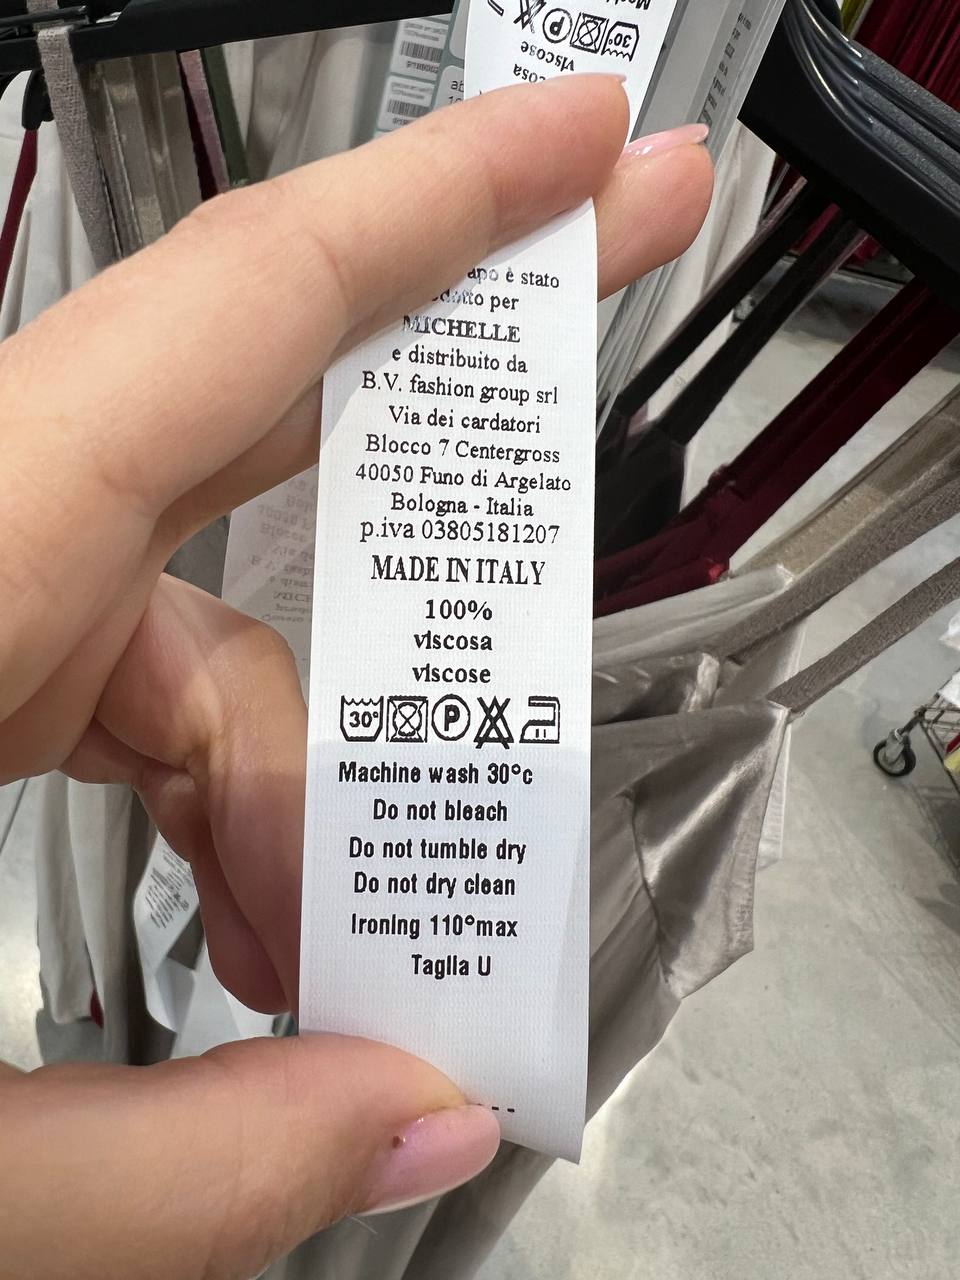 viscose
30°
P
è stato
per
MICHELLE
e distribuito da
B.V. fashion group srl
Via dei cardatori
Blocco 7 Centergross
40050 Funo di Argelato
Bologna - Italia
p.iva 03805181207
MADE IN ITALY
100%
viscosa
viscose
30° P
Machine wash 30°c
Do not bleach
Do not tumble dry
Do not dry clean
Ironing 110°max
Taglia U